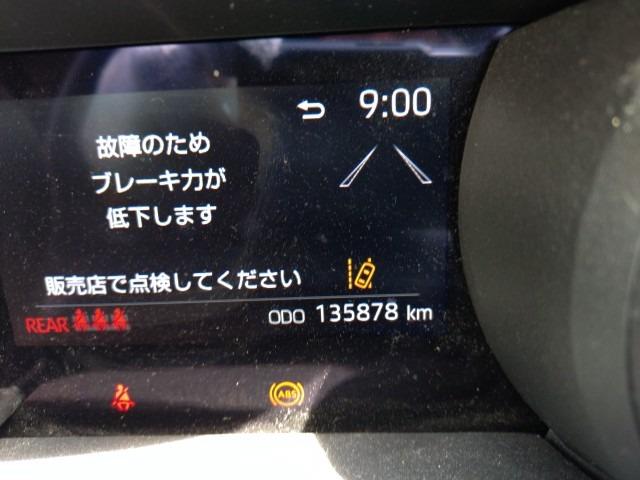 9:00
故障のため
ブレーキ力が
低下します
販売店で点検してください
REAR
ODO 135878 km
ABS